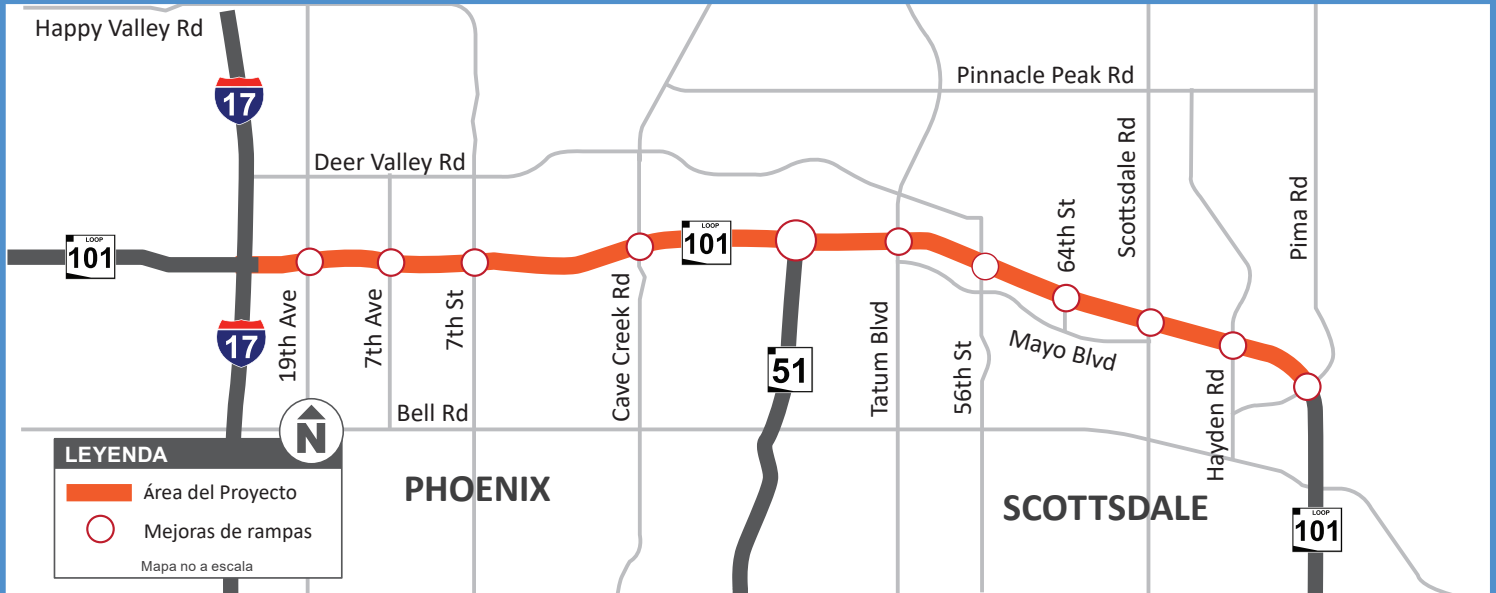 Happy Valley Rd
17
Pinnacle Peak Rd
Deer Valley Rd
Scottsdale Rd
64th St
Pima Rd
LOOP
101
LOOP
101
17
19th Ave
7th Ave
7th St
Cave Creek Rd
51
Tatum Blvd
56th St
Mayo Blvd
Hayden Rd
Bell Rd
N
PHOENIX
SCOTTSDALE
LOOP
101
LEYENDA
Área del Proyecto
Mejoras de rampas
Mapa no a escala